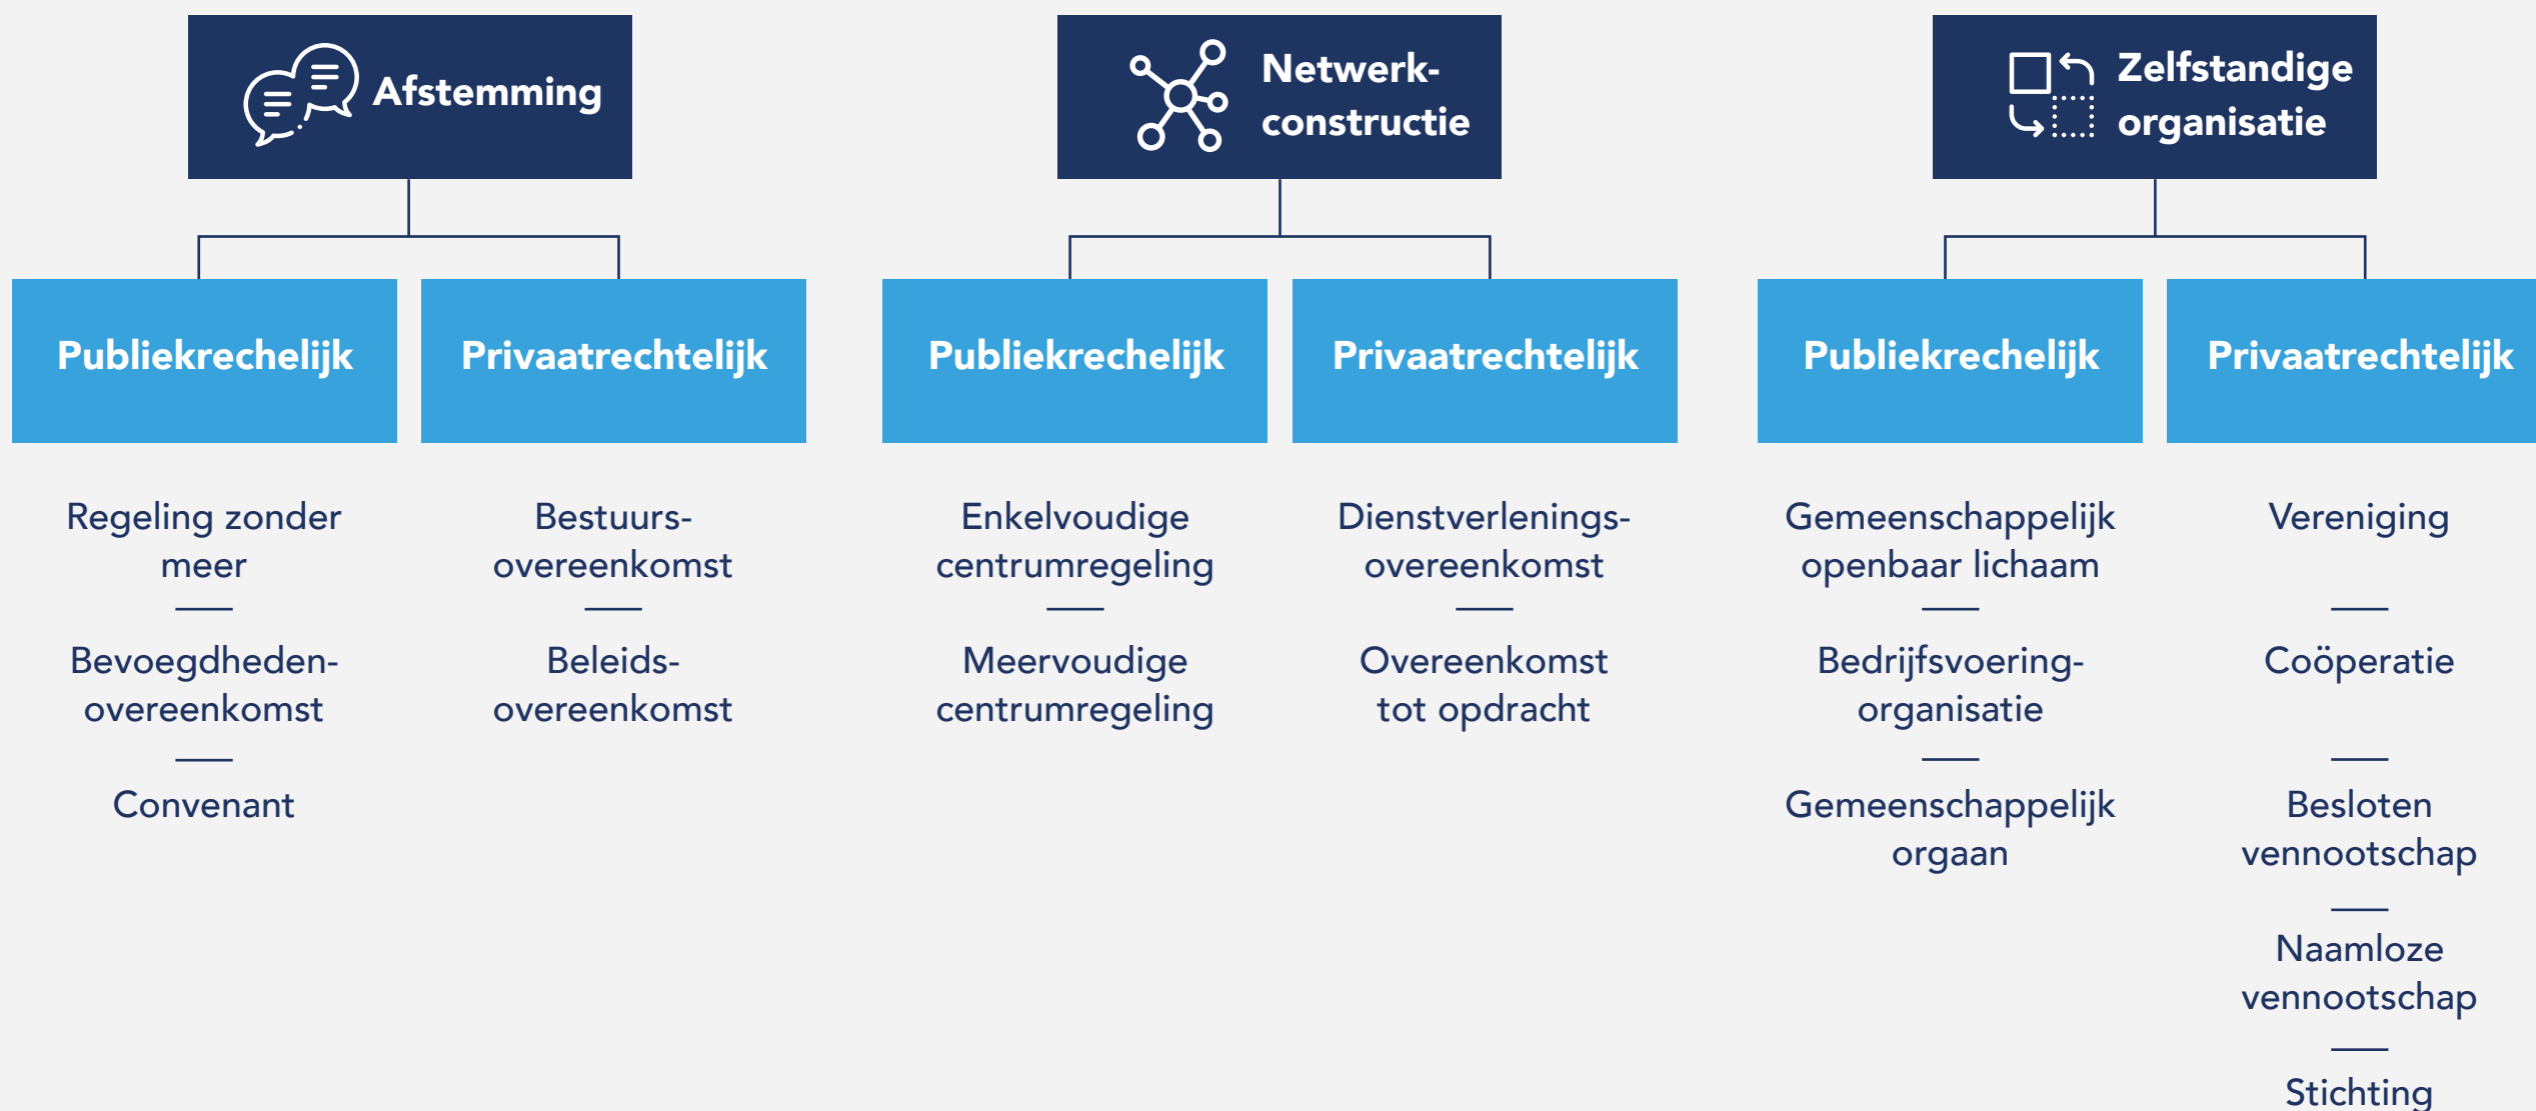 Afstemming
Publiekrechelijk
Regeling zonder
meer
Bevoegdheden-
overeenkomst
Convenant
Privaatrechtelijk
Bestuurs-
overeenkomst
Beleids-
overeenkomst
Netwerk-
constructie
Publiekrechelijk
Enkelvoudige
centrumregeling
Meervoudige
centrumregeling
Privaatrechtelijk
Dienstverlenings-
overeenkomst
Overeenkomst
tot opdracht
Zelfstandige
organisatie
Publiekrechelijk
Gemeenschappelijk
openbaar lichaam
Bedrijfsvoering-
organisatie
Gemeenschappelijk
orgaan
Privaatrechtelijk
Vereniging
Coöperatie
Besloten
vennootschap
Naamloze
vennootschap
Stichting